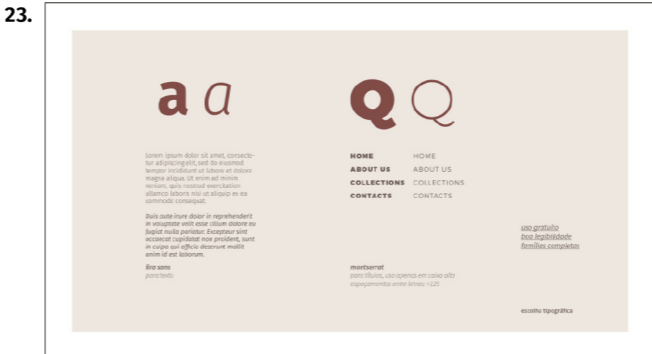 23.
a a
Q Q
Lorem ipsum dolor sit amet, consecte-
tur adipiscing elit, sed do eiusmod
tempor incididunt ut labore et dolore
magna aliqua. Ut enim ad minim
veniam, quis nostrud exercitation
ullamco laboris nisi ut aliquip ex ea
commodo consequat.
Duis aute irure dolor in reprehenderit
in voluptate velit esse cillum dolore eu
fugiat nulla pariatur. Excepteur sint
occaecat cupidatat non proident, sunt
in culpa qui officia deserunt mollit
anim id est laborum.
fira sans
para texto
HOME HOME
ABOUT US ABOUT US
COLLECTIONS COLLECTIONS
CONTACTS CONTACTS
montserrat
para títulos, uso apenas em caixa alta
espaçamentos entre letras +125
uso gratuito
boa legibilidade
famílias completas
escolha tipográfica